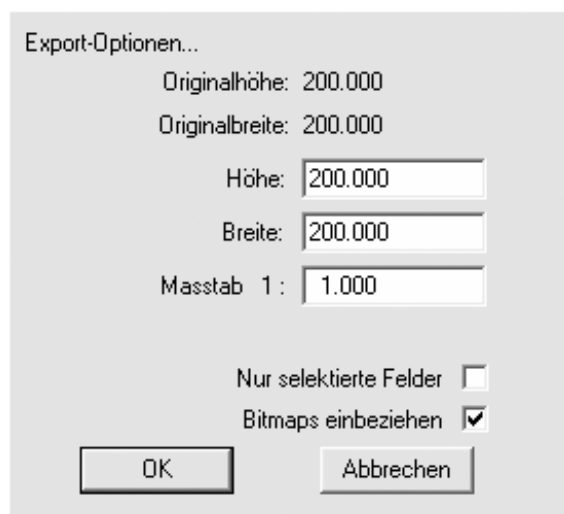 Export-Optionen...
Originalhöhe: 200.000
Originalbreite: 200.000
Höhe: 200.000
Breite: 200.000
Masstab 1 : 1.000
Nur selektierte Felder
Bitmaps einbeziehen
OK Abbrechen